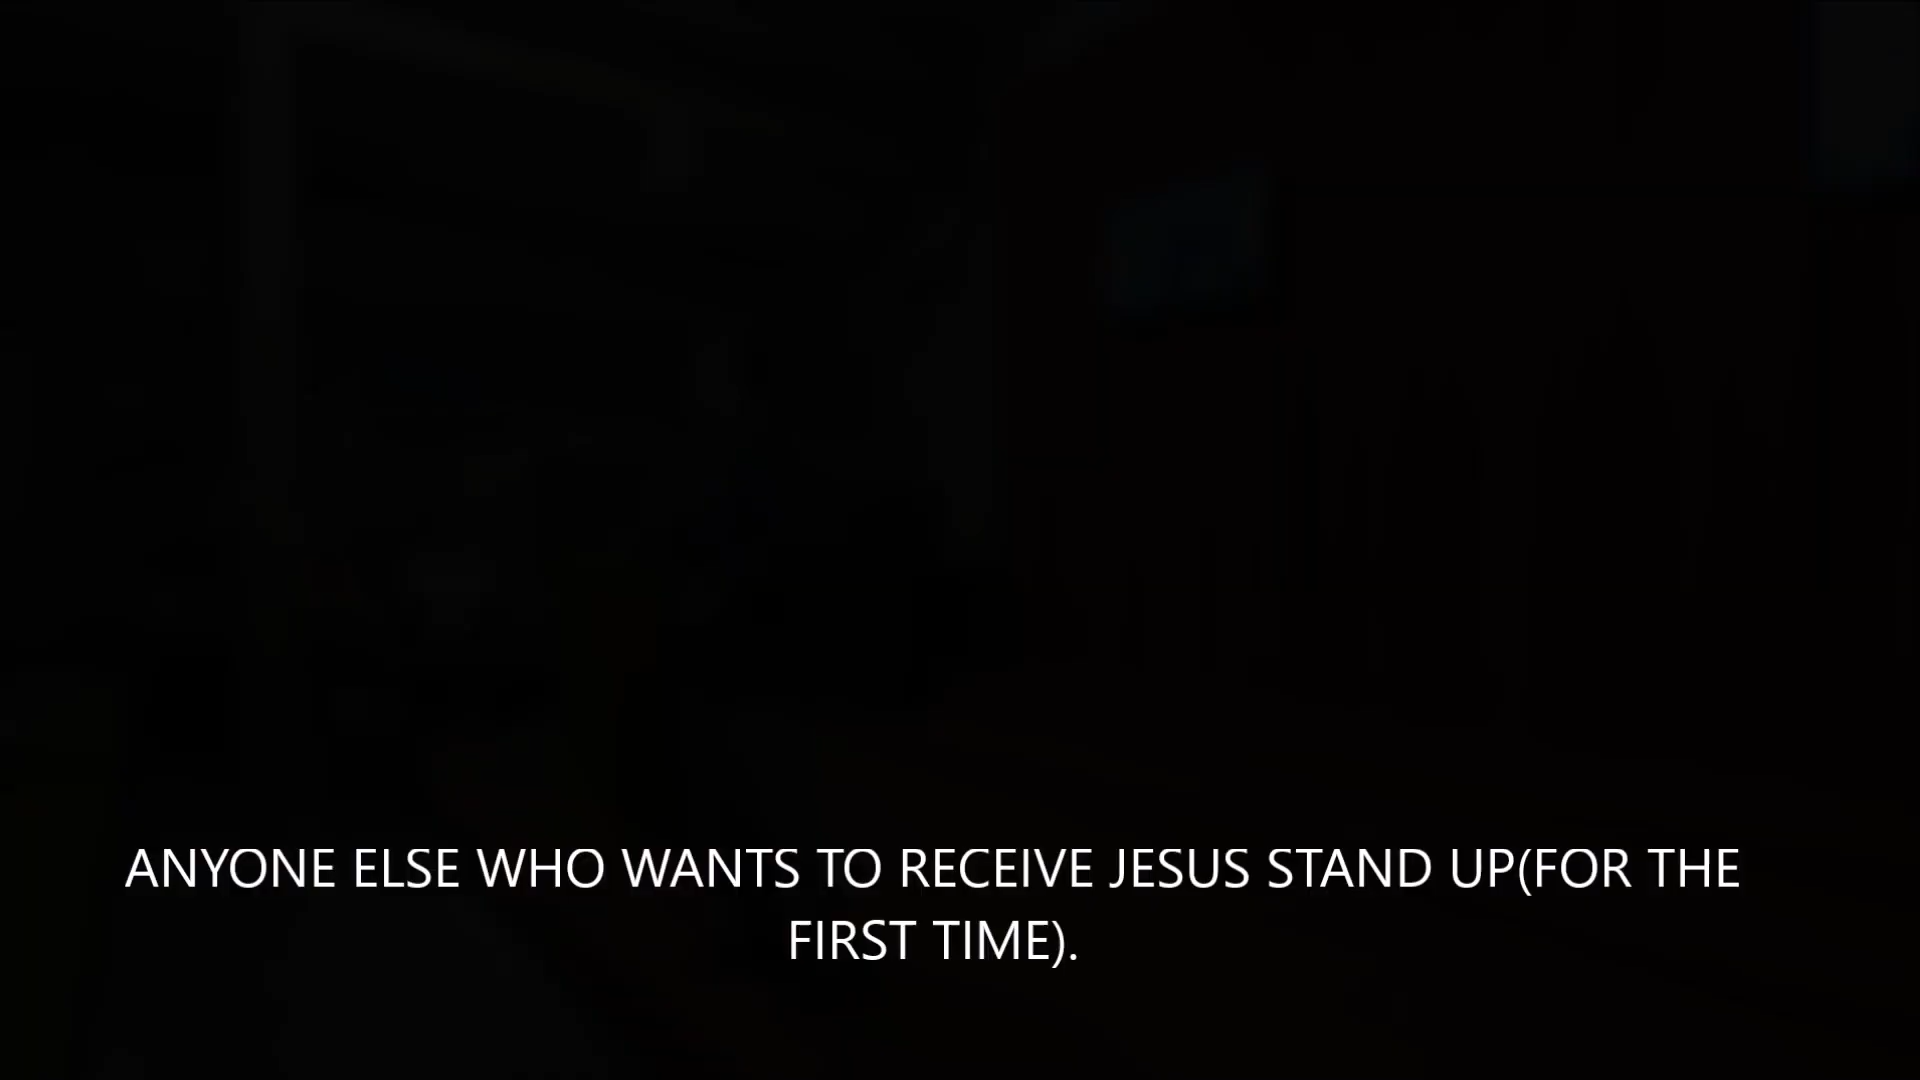 ANYONE ELSE WHO WANTS TO RECEIVE JESUS STAND UP(FOR THE
FIRST TIME).